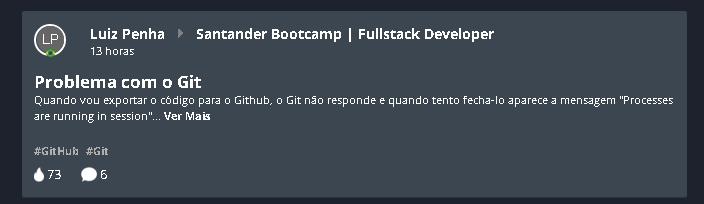 LP
Luiz Penha Santander Bootcamp | Fullstack Developer
13 horas
Problema com o Git
Quando vou exportar o código para o Github, o Git não responde e quando tento fecha-lo aparece a mensagem "Processes
are running in session"... Ver Mais
#GitHub #Git
73 6